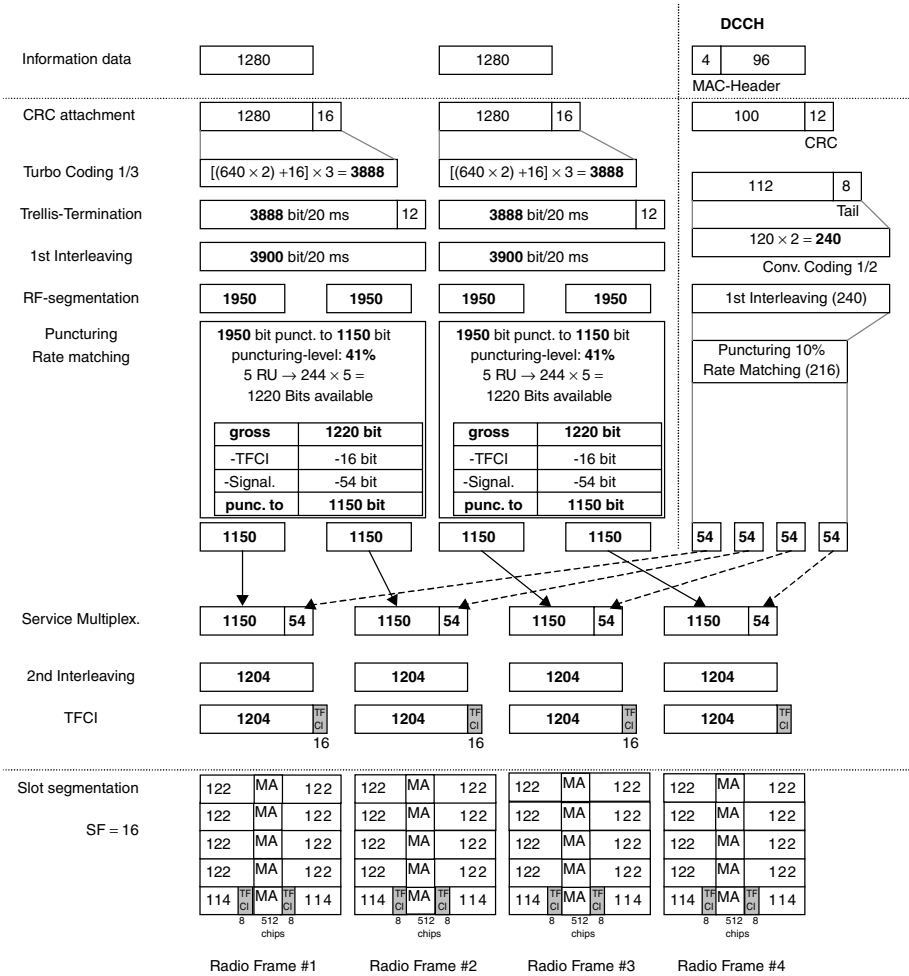 DCCH
Information data 1280 1280 4 96
MAC-Header
CRC attachment 1280 16 1280 16 100 12
CRC
Turbo Coding 1/3 [(640 × 2) +16] × 3 = 3888 [(640 × 2) +16] × 3 = 3888
112 8
Tail
Trellis-Termination 3888 bit/20 ms 12 3888 bit/20 ms 12
120 × 2 = 240
Conv. Coding 1/2
1st Interleaving 3900 bit/20 ms 3900 bit/20 ms
RF-segmentation 1950 1950 1950 1950 1st Interleaving (240)
Puncturing
Rate matching
1950 bit punct. to 1150 bit
puncturing-level: 41%
5 RU → 244 × 5 =
1220 Bits available
gross 1220 bit
-TFCI -16 bit
-Signal. -54 bit
punc. to 1150 bit
1950 bit punct. to 1150 bit
puncturing-level: 41%
5 RU → 244 × 5 =
1220 Bits available
gross 1220 bit
-TFCI -16 bit
-Signal. -54 bit
punc. to 1150 bit
Puncturing 10%
Rate Matching (216)
1150 1150 1150 1150 54 54 54 54
Service Multiplex. 1150 54 1150 54 1150 54 1150 54
2nd Interleaving 1204 1204 1204 1204
TFCI 1204 TF CI 1204 TF CI 1204 TF CI 1204 TF CI
16 16 16
Slot segmentation 122 MA 122 122 MA 122 122 MA 122 122 MA 122
122 MA 122 122 MA 122 122 MA 122 122 MA 122
SF = 16
122 MA 122 122 MA 122 122 MA 122 122 MA 122
122 MA 122 122 MA 122 122 MA 122 122 MA 122
114 TF CI MA TF CI 114 114 TF CI MA TF CI 114 114 TF CI MA TF CI 114 114 TF CI MA TF CI 114
8 512 8 8 512 8 8 512 8 8 512 8
chips chips chips chips
Radio Frame #1 Radio Frame #2 Radio Frame #3 Radio Frame #4